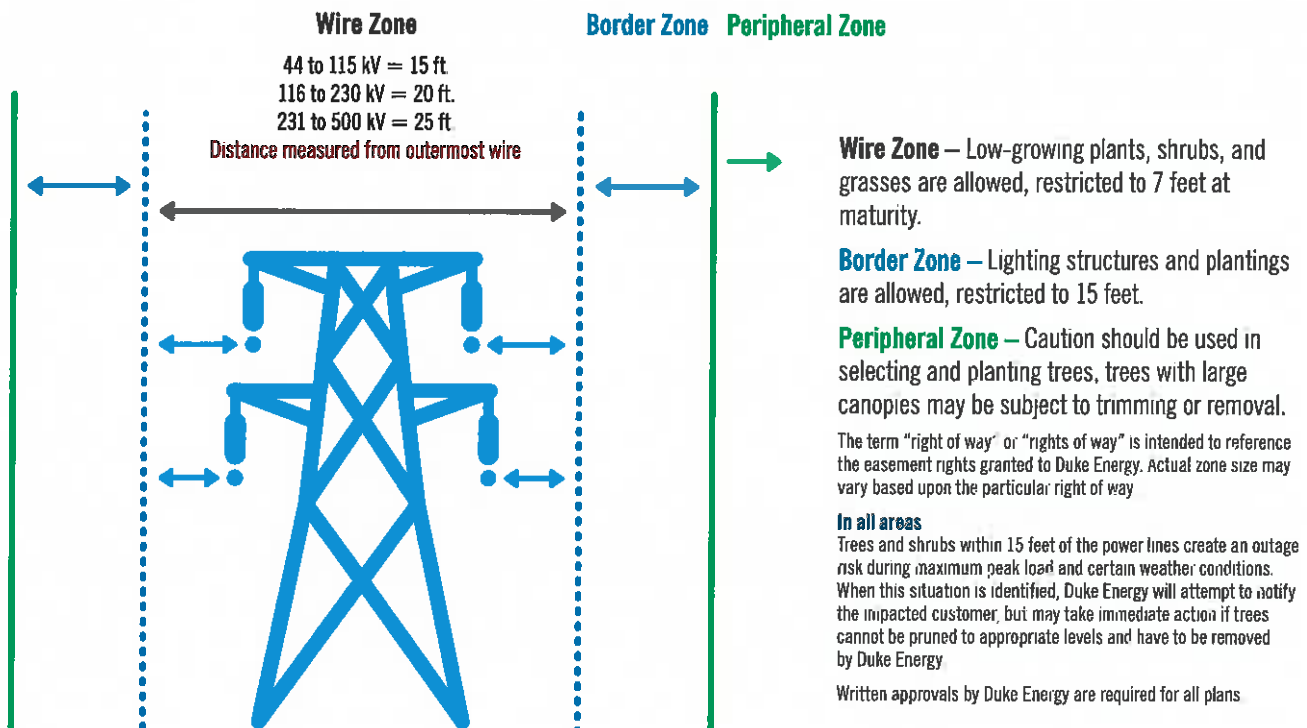 Wire Zone
Border Zone
Peripheral Zone
44 to 115 kV = 15 ft.
116 to 230 kV = 20 ft.
231 to 500 kV = 25 ft.
Distance measured from outermost wire
Wire Zone – Low-growing plants, shrubs, and
grasses are allowed, restricted to 7 feet at
maturity.
Border Zone – Lighting structures and plantings
are allowed, restricted to 15 feet.
Peripheral Zone – Caution should be used in
selecting and planting trees, trees with large
canopies may be subject to trimming or removal.
The term "right of way" or "rights of way" is intended to reference
the easement rights granted to Duke Energy. Actual zone size may
vary based upon the particular right of way
In all areas
Trees and shrubs within 15 feet of the power lines create an outage
risk during maximum peak load and certain weather conditions.
When this situation is identified, Duke Energy will attempt to notify
the impacted customer, but may take immediate action if trees
cannot be pruned to appropriate levels and have to be removed
by Duke Energy
Written approvals by Duke Energy are required for all plans